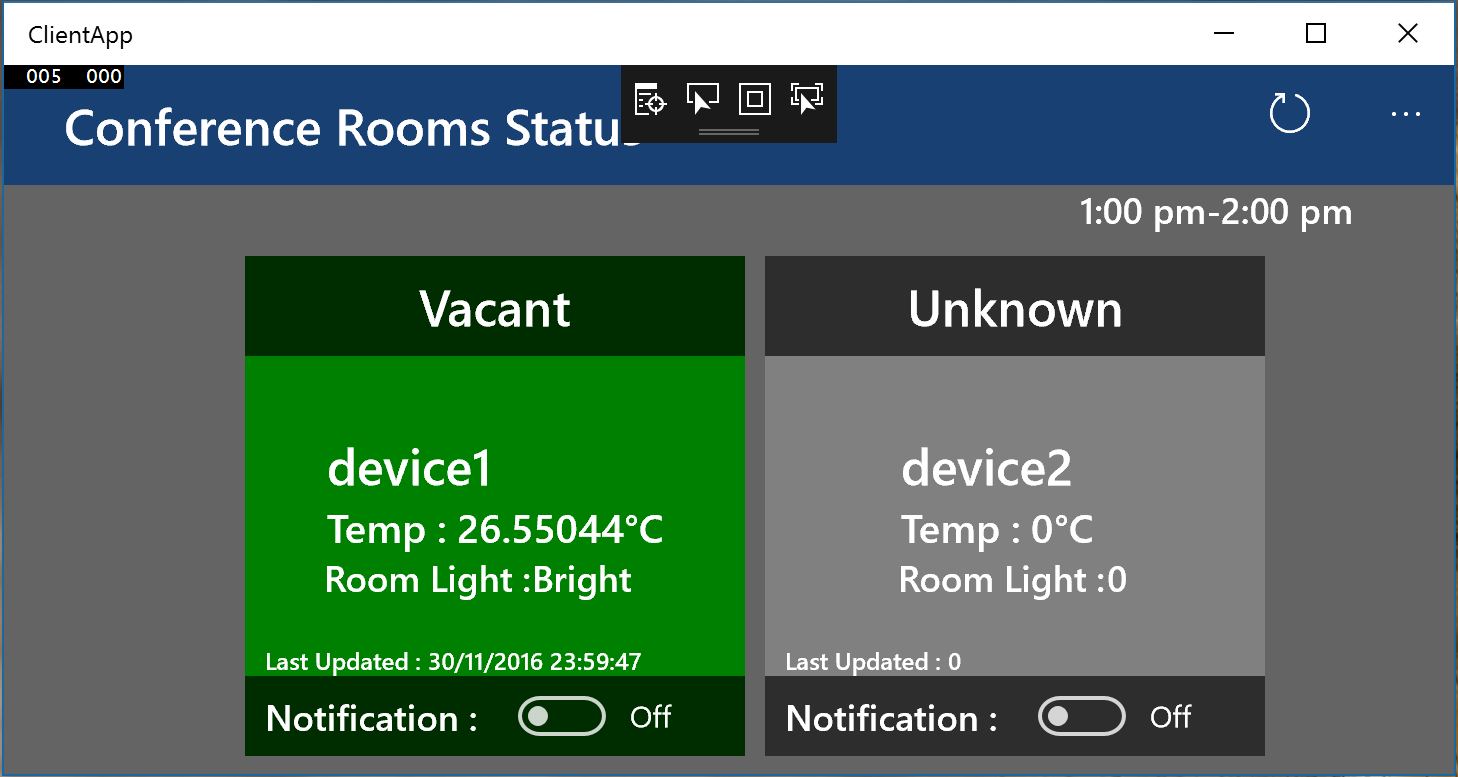 ClientApp
005 000
Conference Rooms Status
1:00 pm-2:00 pm
Vacant
device1
Temp : 26.55044°C
Room Light :Bright
Last Updated : 30/11/2016 23:59:47
Notification : Off
Unknown
device2
Temp : 0°C
Room Light :0
Last Updated : 0
Notification : Off